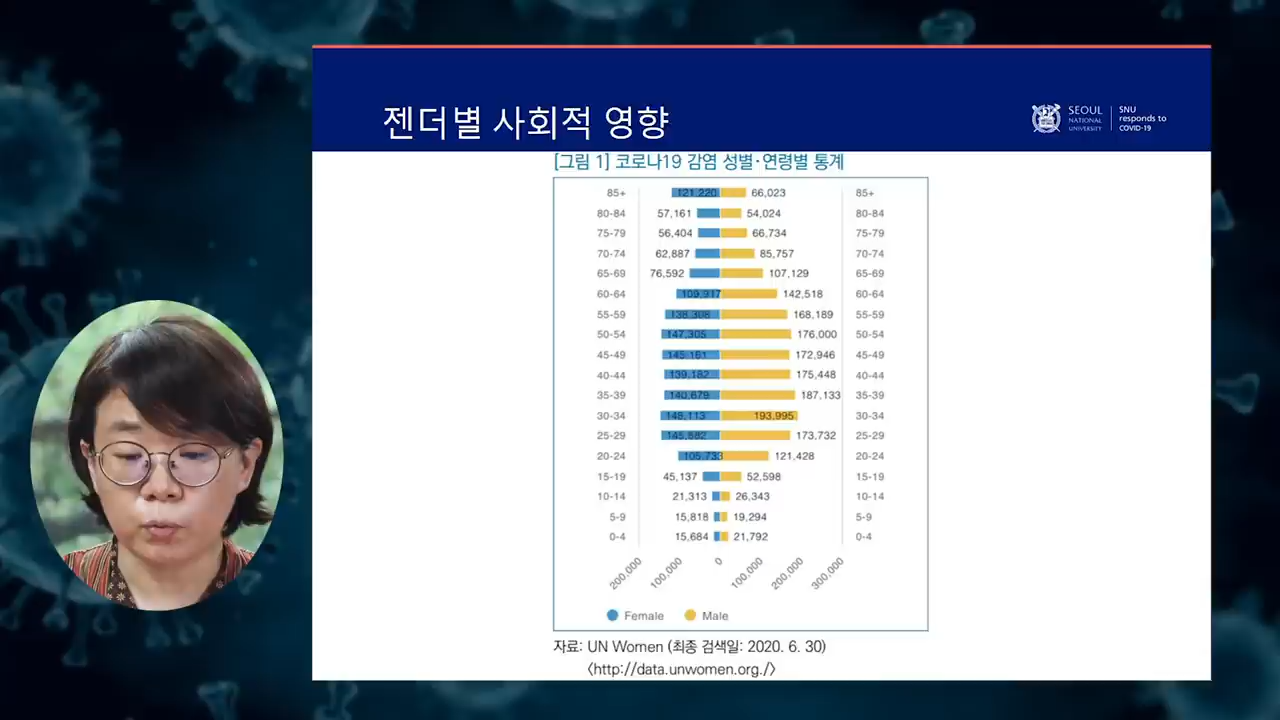 젠더별 사회적 영향
SEOUL
NATIONAL
UNIVERSITY
SNU
responds to
COVID-19
[그림 1] 코로나19 감염 성별·연령별 통계
85+ 121,220 66,023 85+
80-84 57,161 54,024 80-84
75-79 56,404 66,734 75-79
70-74 62,887 85,757 70-74
65-69 76,592 107,129 65-69
60-64 109,917 142,518 60-64
55-59 138,308 168,189 55-59
50-54 147,305 176,000 50-54
45-49 145,161 172,946 45-49
40-44 139,182 175,448 40-44
35-39 140,679 187,133 35-39
30-34 148,113 193,995 30-34
25-29 145,882 173,732 25-29
20-24 105,733 121,428 20-24
15-19 45,137 52,598 15-19
10-14 21,313 26,343 10-14
5-9 15,818 19,294 5-9
0-4 15,684 21,792 0-4
200,000 100,000 0 100,000 200,000 300,000
Female Male
자료: UN Women (최종 검색일: 2020. 6. 30)
〈http://data.unwomen.org./〉